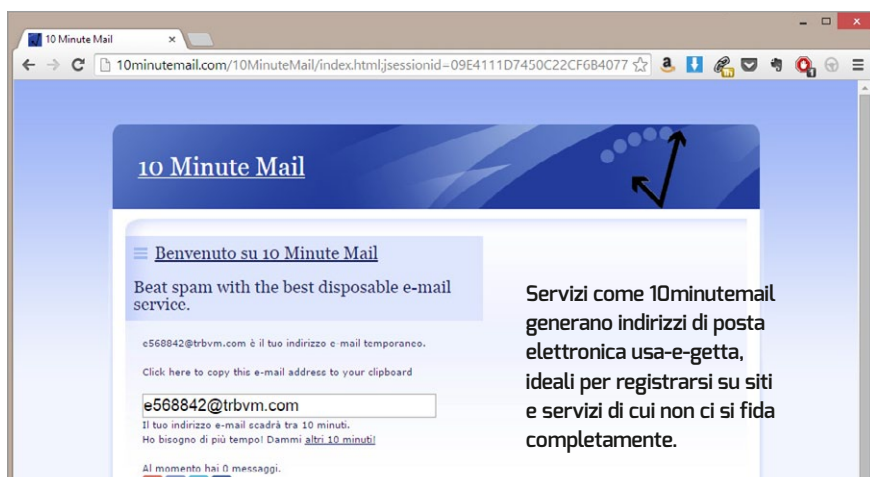 10 Minute Mail
10minutemail.com/10MinuteMail/index.html;jsessionid=09E4111D7450C22CF6B4077
10 Minute Mail
Benvenuto su 10 Minute Mail
Beat spam with the best disposable e-mail
service.
e568842@trbvm.com è il tuo indirizzo e-mail temporaneo.
Click here to copy this e-mail address to your clipboard
e568842@trbvm.com
Il tuo indirizzo e-mail scadrà tra 10 minuti.
Ho bisogno di più tempo! Dammi altri 10 minuti!
Al momento hai 0 messaggi.
Servizi come 10minutemail
generano indirizzi di posta
elettronica usa-e-getta,
ideali per registrarsi su siti
e servizi di cui non ci si fida
completamente.